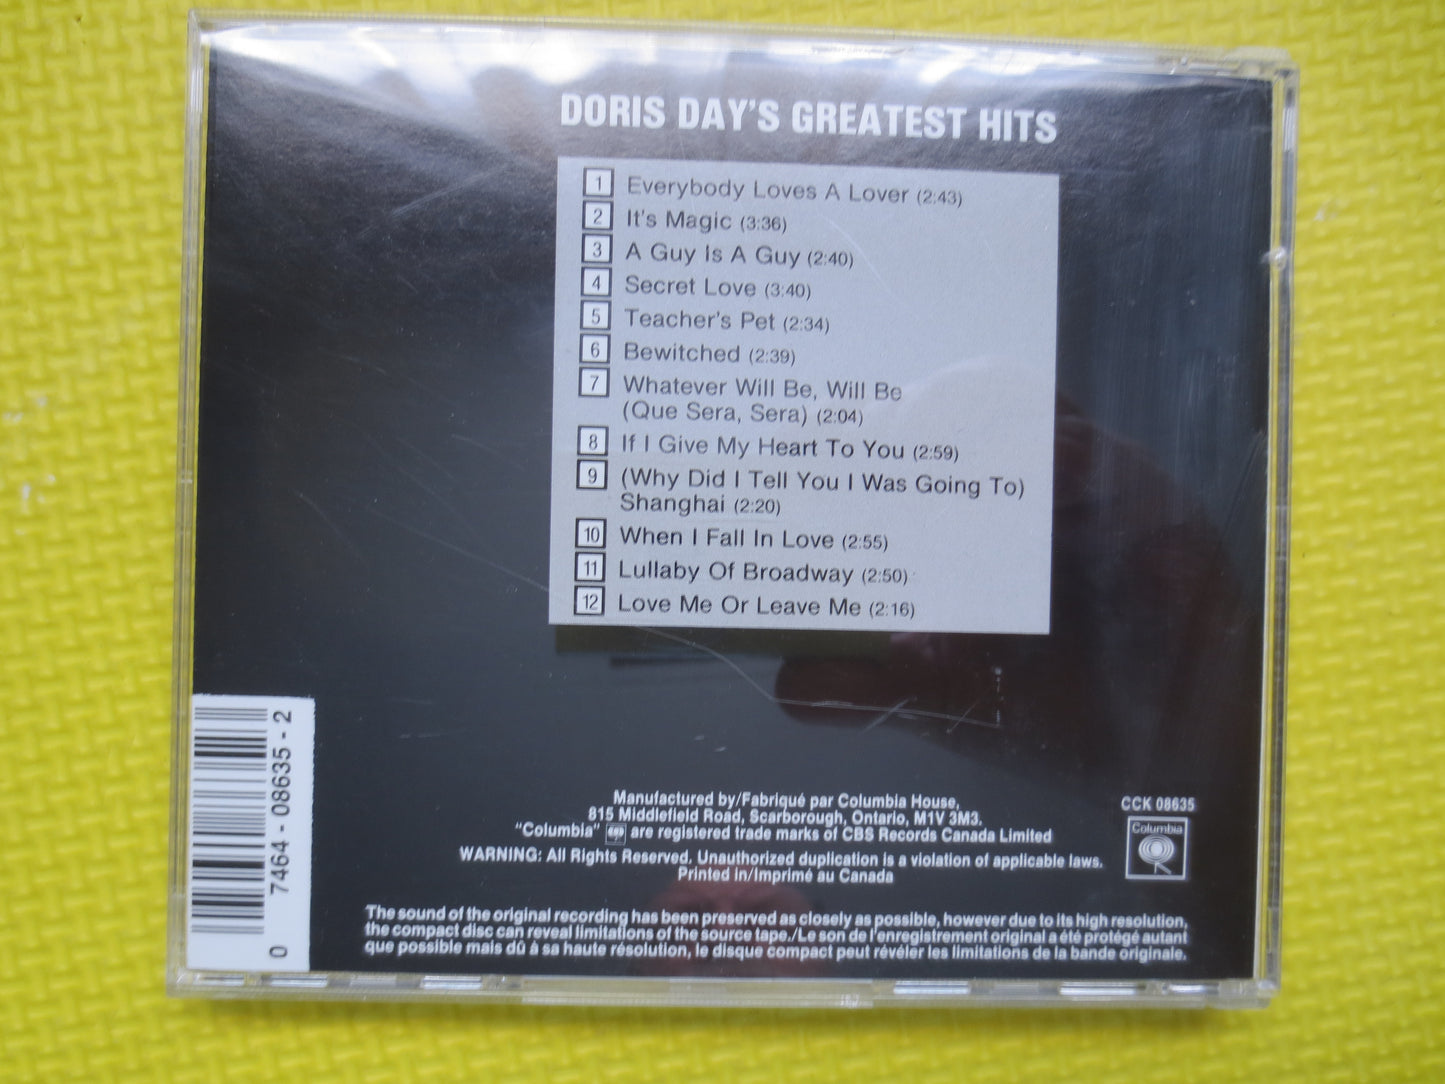 DORIS DAY'S GREATEST HITS
1 Everybody Loves A Lover (2:43)
2 It's Magic (3:36)
3 A Guy Is A Guy (2:40)
4 Secret Love (3:40)
5 Teacher's Pet (2:34)
6 Bewitched (2:39)
7 Whatever Will Be, Will Be
(Que Sera, Sera) (2:04)
8 If I Give My Heart To You (2:59)
9 (Why Did I Tell You I Was Going To)
Shanghai (2:20)
10 When I Fall In Love (2:55)
11 Lullaby Of Broadway (2:50)
12 Love Me Or Leave Me (2:16)
0 7464-08635-2
Manufactured by/Fabriqué par Columbia House,
815 Middlefield Road, Scarborough, Ontario, M1V 3M3.
"Columbia" are registered trade marks of CBS Records Canada Limited
WARNING: All Rights Reserved. Unauthorized duplication is a violation of applicable laws.
Printed in/Imprimé au Canada
CCK 08635
Columbia
The sound of the original recording has been preserved as closely as possible, however due to its high resolution,
the compact disc can reveal limitations of the source tape./Le son de l'enregistrement original a été protégé autant
que possible mais dû à sa haute résolution, le disque compact peut révéler les limitations de la bande originale.